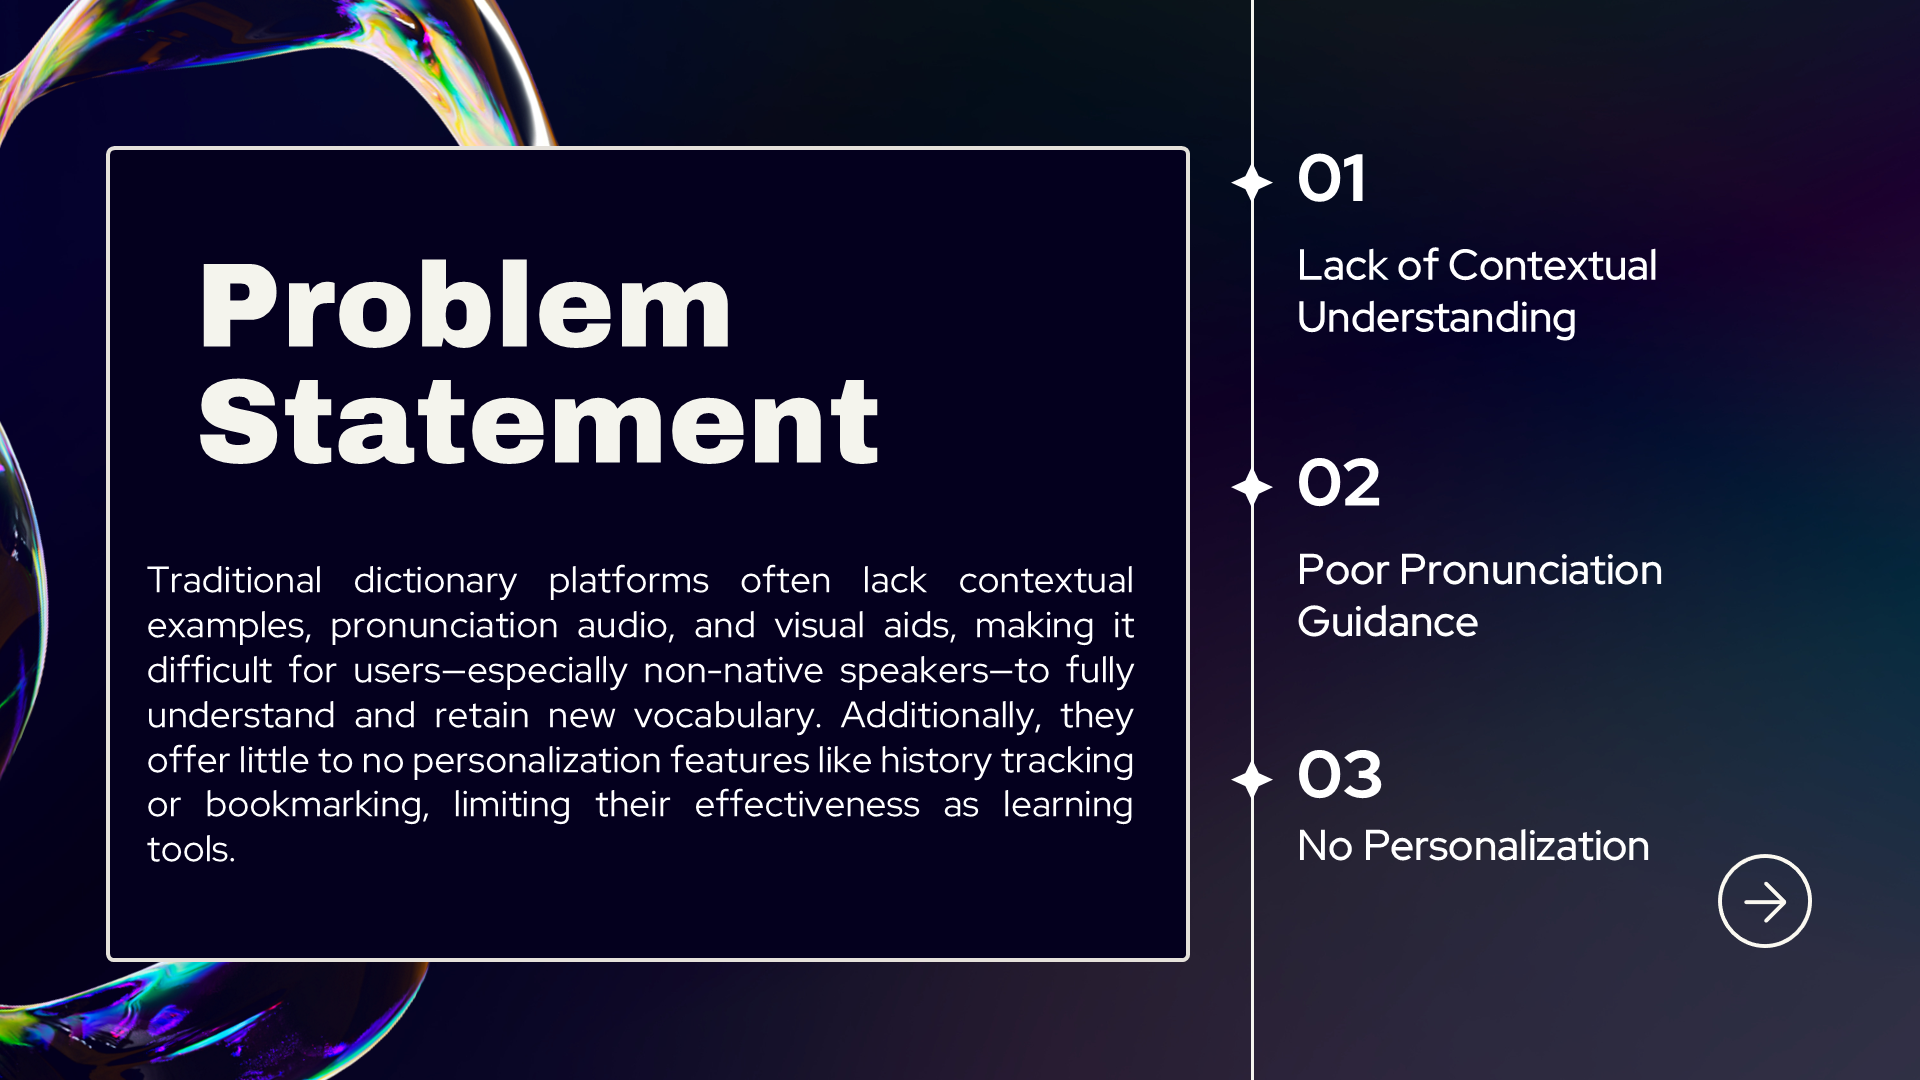 Problem
Statement
Traditional dictionary platforms often lack contextual
examples, pronunciation audio, and visual aids, making it
difficult for users—especially non-native speakers—to fully
understand and retain new vocabulary. Additionally, they
offer little to no personalization features like history tracking
or bookmarking, limiting their effectiveness as learning
tools.
01
Lack of Contextual
Understanding
02
Poor Pronunciation
Guidance
03
No Personalization